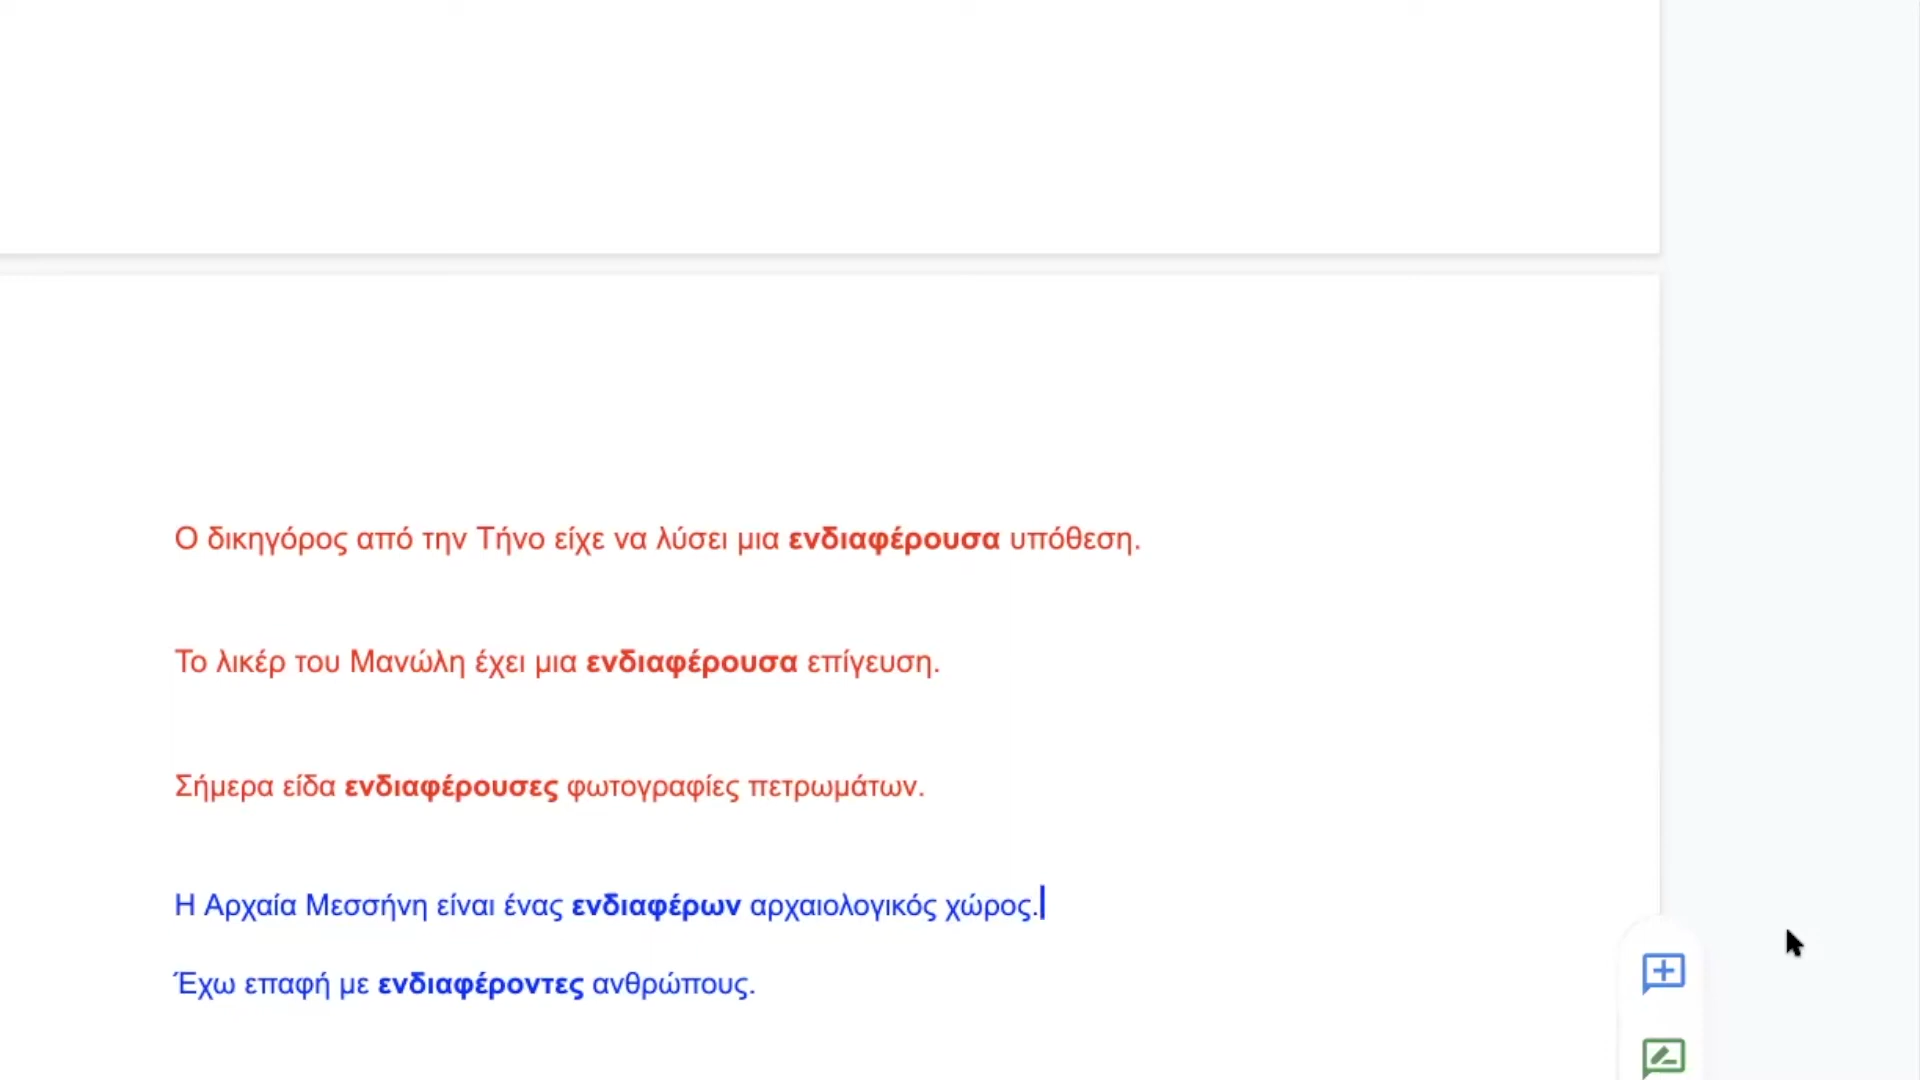 Ο δικηγόρος από την Τήνο είχε να λύσει μια ενδιαφέρουσα υπόθεση.
Το λικέρ του Μανώλη έχει μια ενδιαφέρουσα επίγευση.
Σήμερα είδα ενδιαφέρουσες φωτογραφίες πετρωμάτων.
Η Αρχαία Μεσσήνη είναι ένας ενδιαφέρων αρχαιολογικός χώρος.
Έχω επαφή με ενδιαφέροντες ανθρώπους.